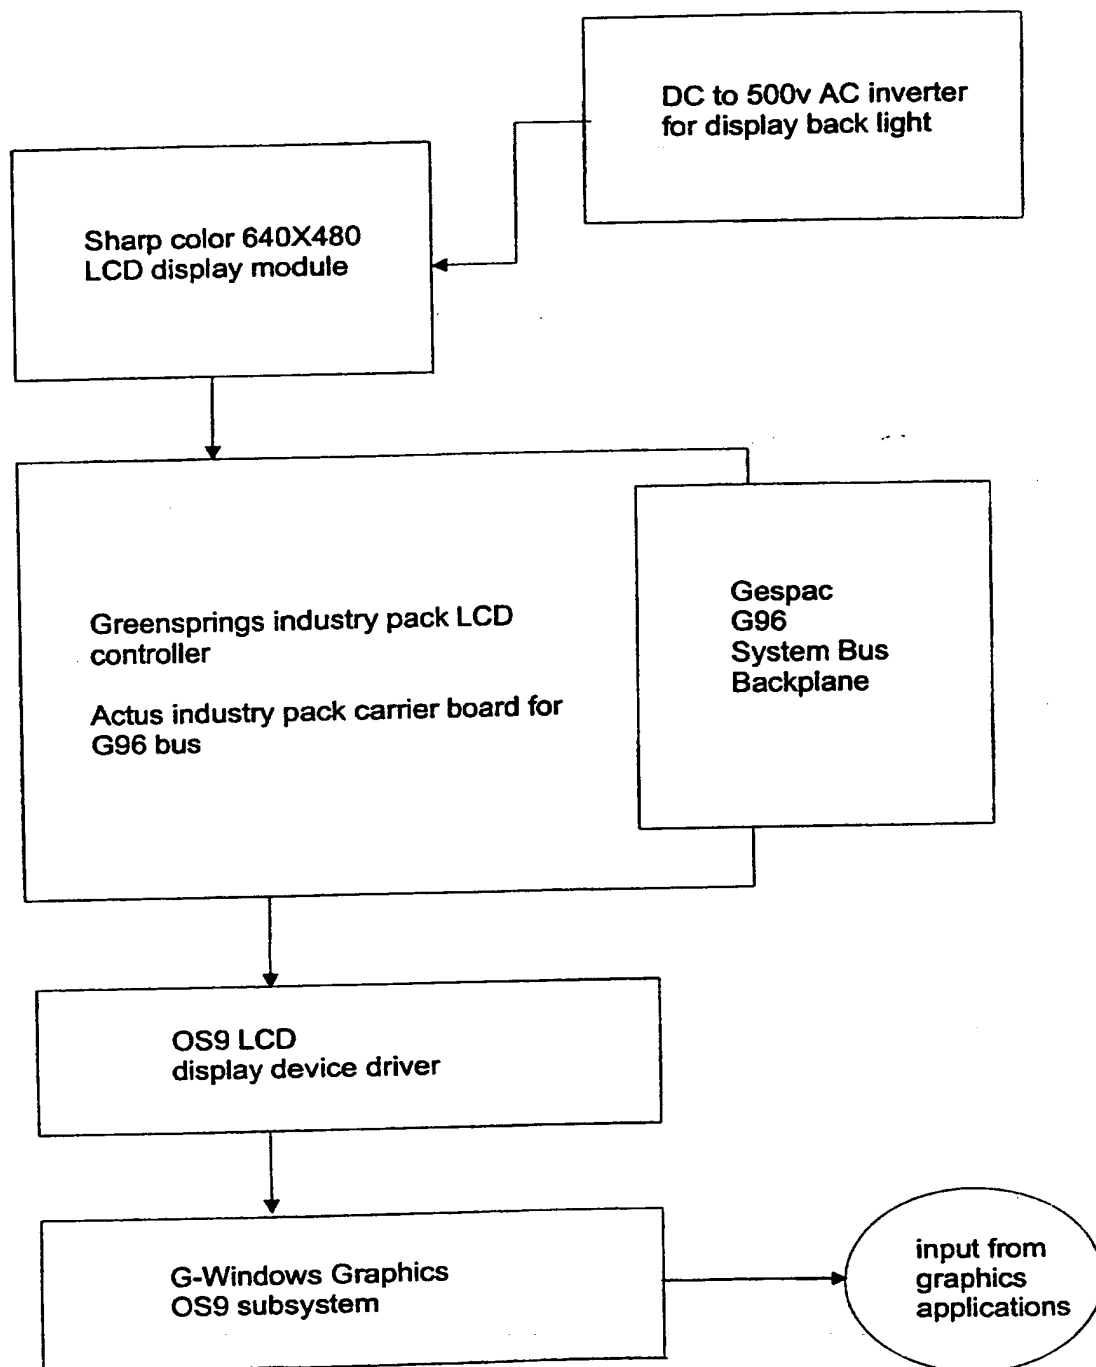 DC to 500v AC inverter
for display back light
Sharp color 640X480
LCD display module
Greensprings industry pack LCD
controller
Actus industry pack carrier board for
G96 bus
Gespac
G96
System Bus
Backplane
OS9 LCD
display device driver
G-Windows Graphics
OS9 subsystem
input from
graphics
applications